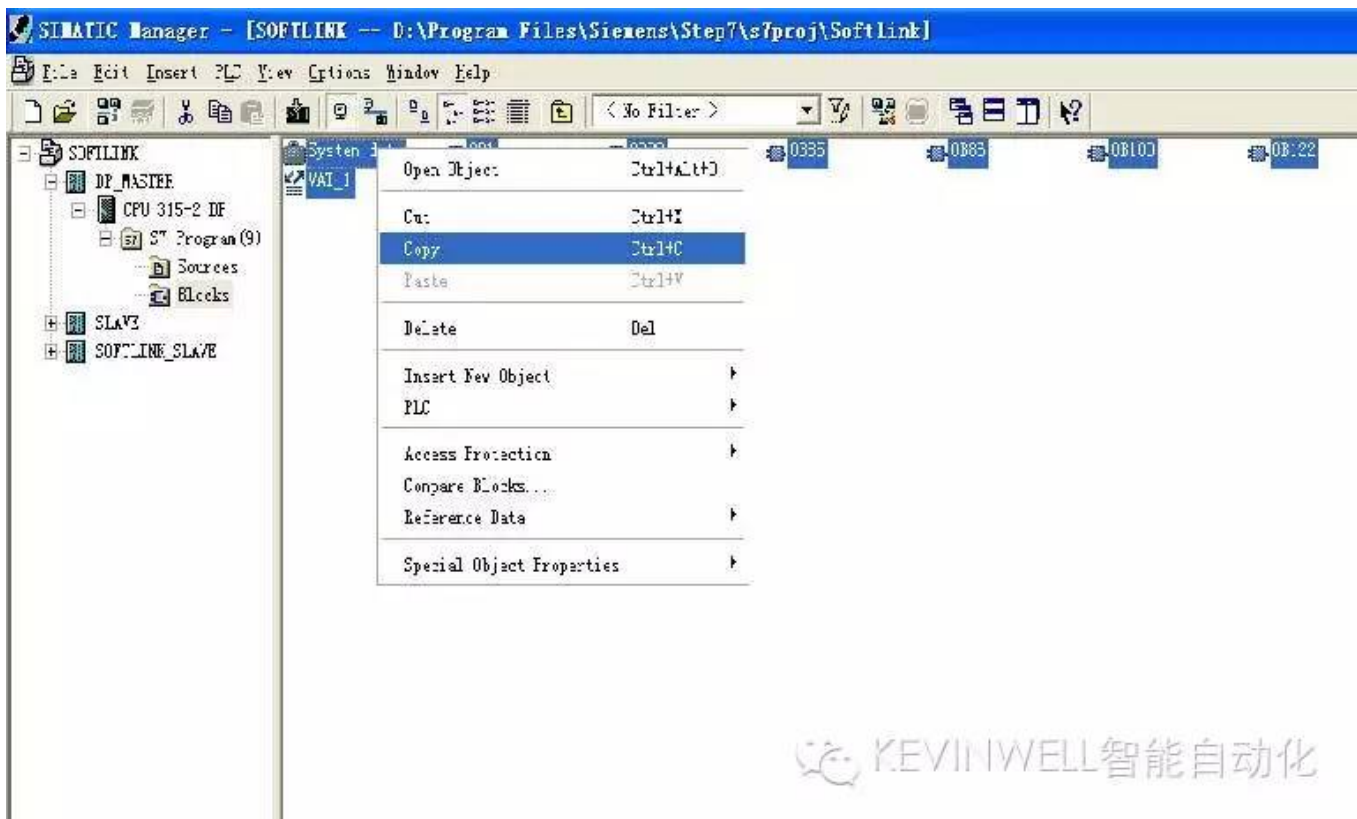 SIMATIC Manager - [SOFTLINK -- D:\Program Files\Siemens\Step7\s7proj\Softlink]
File Edit Insert PLC View Options Window Help
< No Filter >
SOFTLINK
DP_MASTER
CPU 315-2 DP
S7 Program(9)
Sources
Blocks
SLAVE
SOFTLINK_SLAVE
System
OB85
OB100
OB122
VAT_1
Open Object Ctrl+Alt+O
Cut Ctrl+X
Copy Ctrl+C
Paste Ctrl+V
Delete Del
Insert New Object
PLC
Access Protection
Compare Blocks...
Reference Data
Special Object Properties
KEVINWELL智能自动化